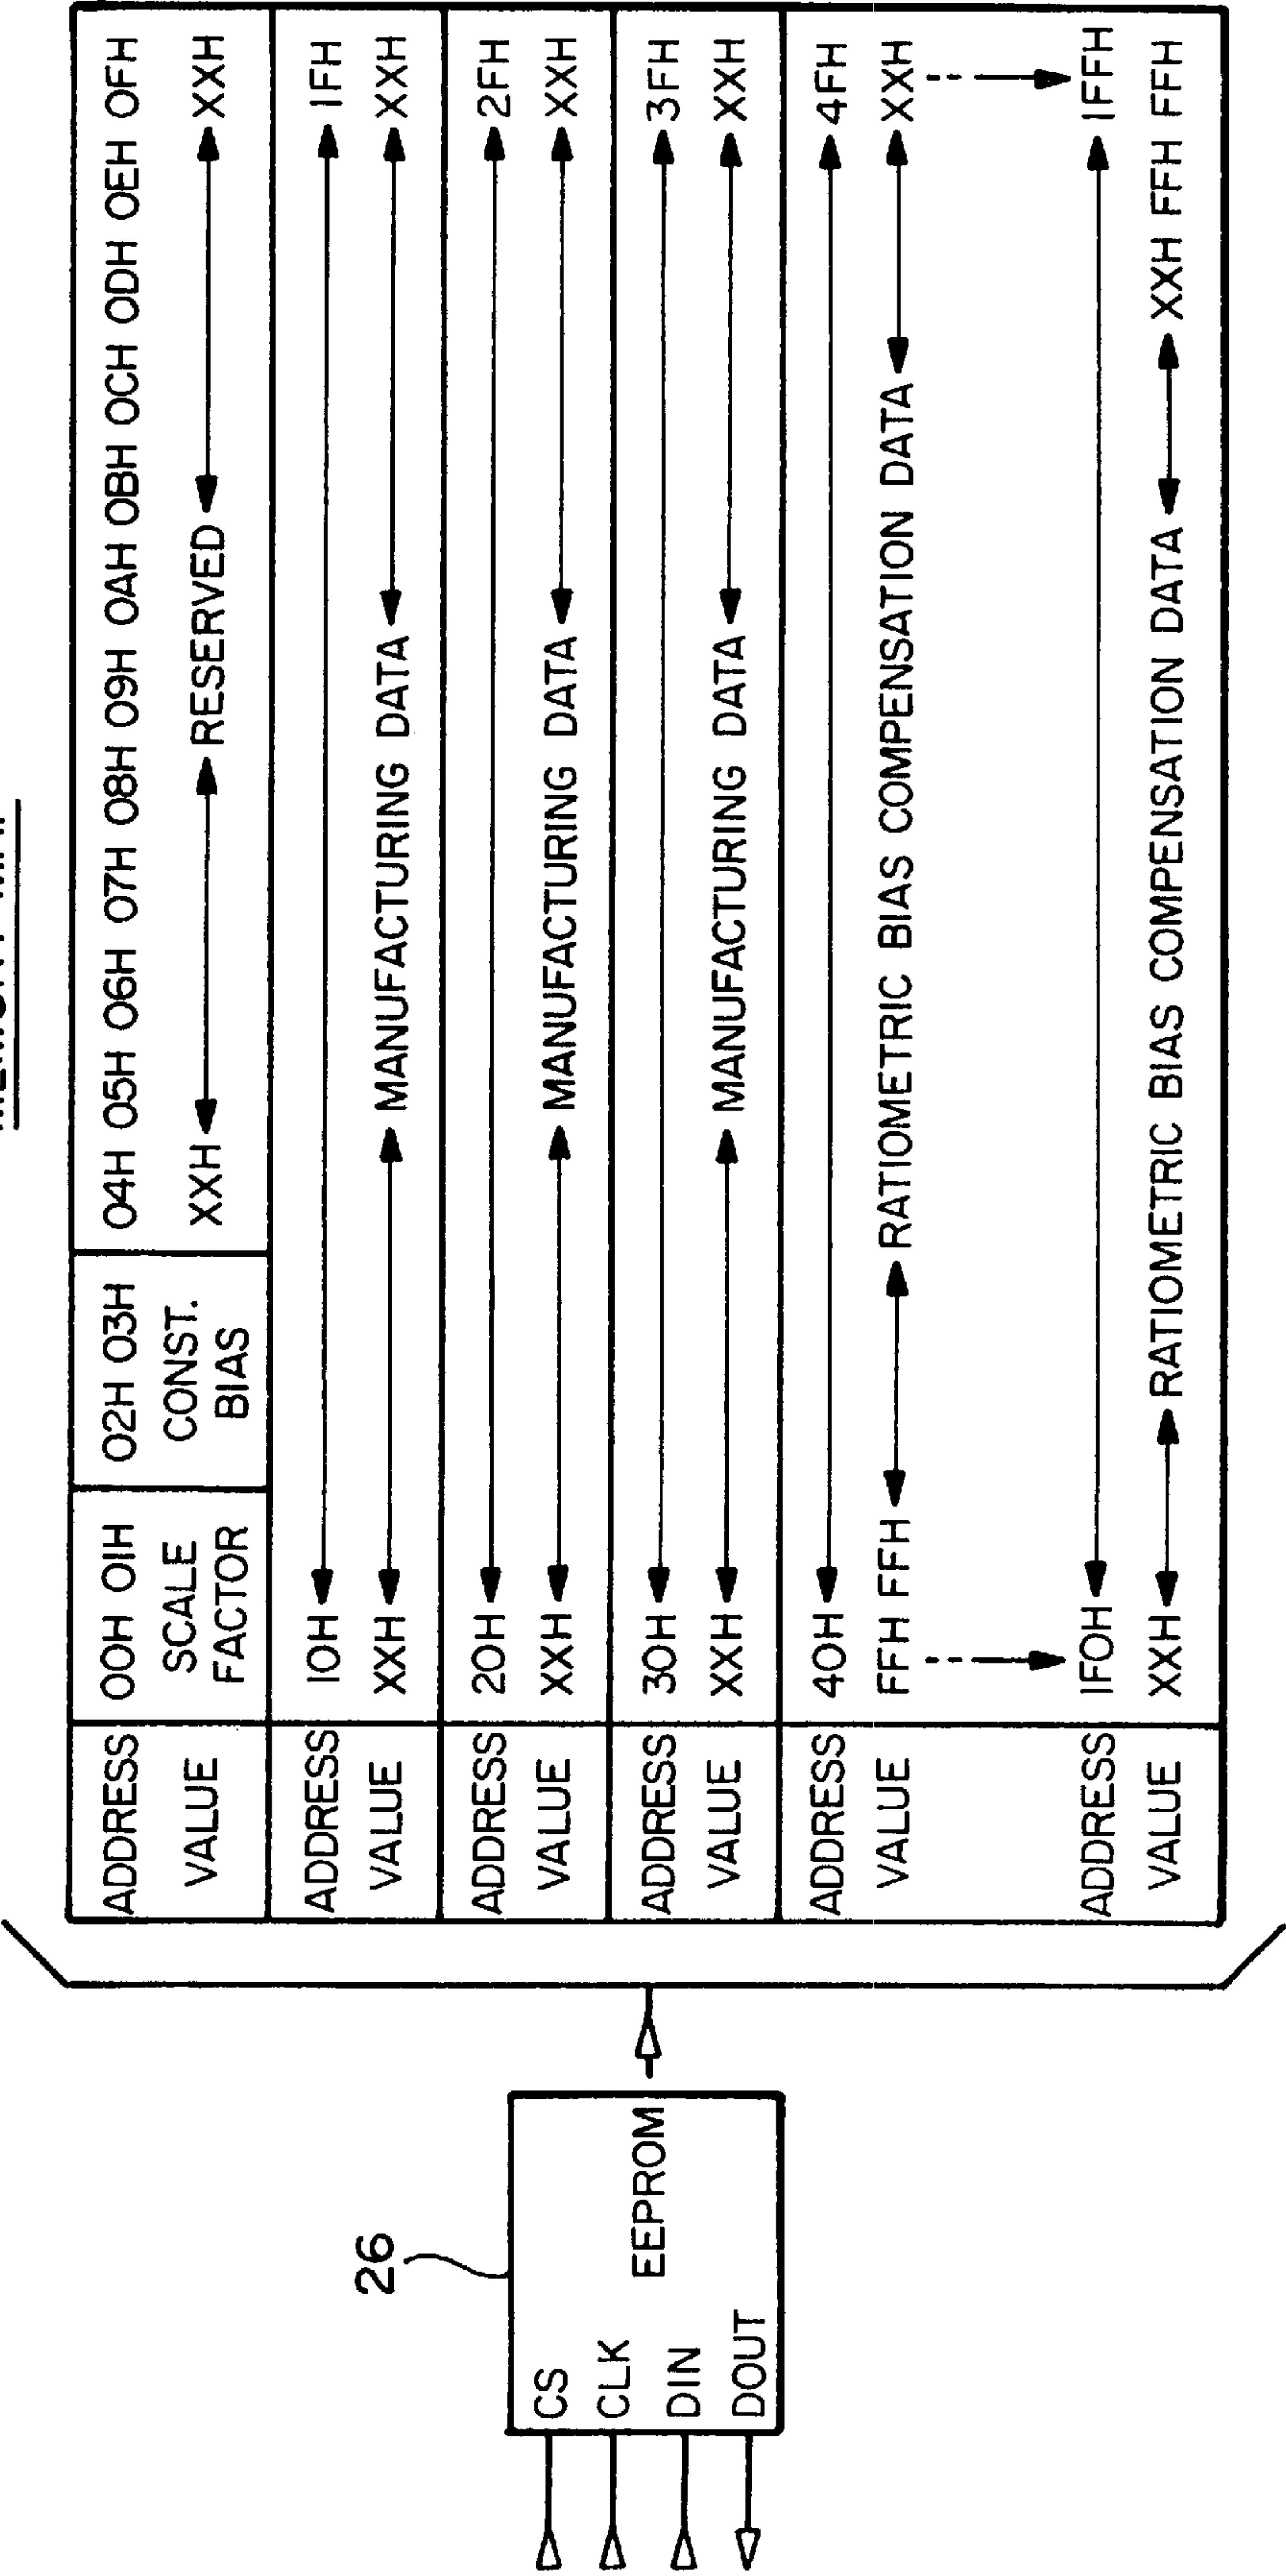 MEMORY MAP
ADDRESS 00H 01H 02H 03H 04H 05H 06H 07H 08H 09H 0AH 0BH 0CH 0DH 0EH 0FH
VALUE SCALE FACTOR CONST. BIAS XXH RESERVED XXH
ADDRESS 10H 1FH
VALUE XXH MANUFACTURING DATA XXH
ADDRESS 20H 2FH
VALUE XXH MANUFACTURING DATA XXH
ADDRESS 30H 3FH
VALUE XXH MANUFACTURING DATA XXH
ADDRESS 40H 4FH
VALUE FFH FFH RATIOMETRIC BIAS COMPENSATION DATA XXH
ADDRESS 1F0H 1FFH
VALUE XXH RATIOMETRIC BIAS COMPENSATION DATA XXH FFH FFH
26
CS
CLK
DIN
DOUT
EEPROM